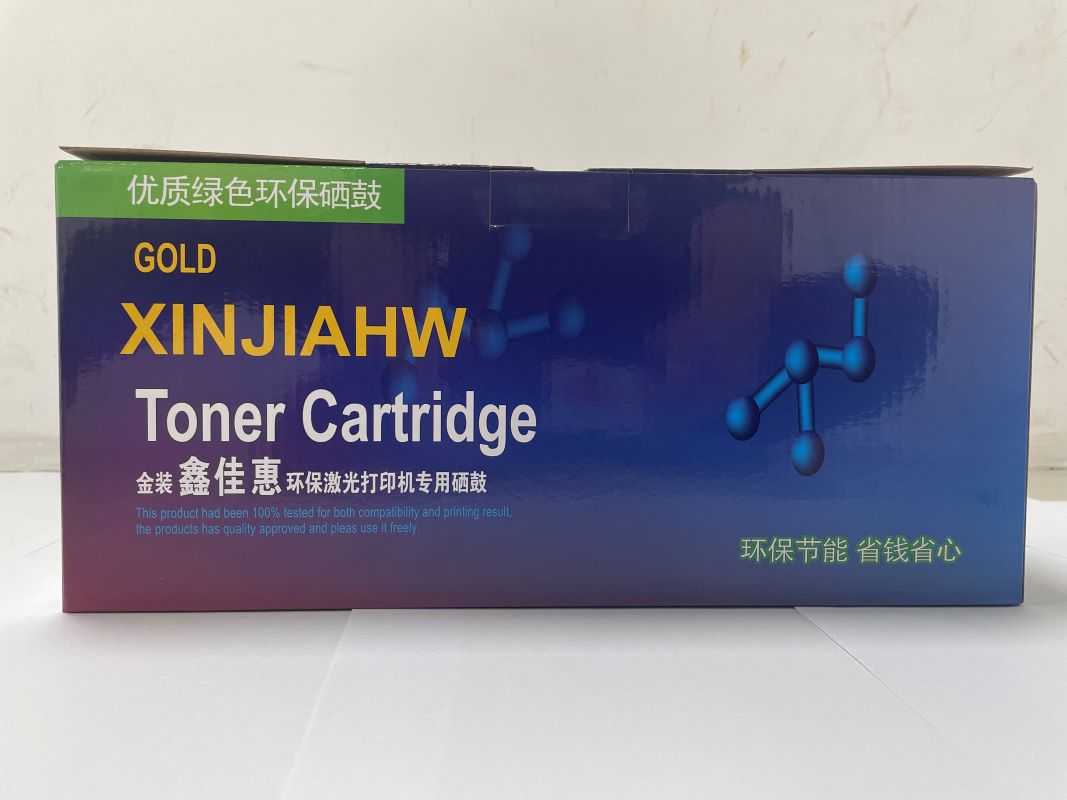 优质绿色环保硒鼓
GOLD
XINJIAHW
Toner Cartridge
金装 鑫佳惠 环保激光打印机专用硒鼓
This product had been 100% tested for both compatibility and printing result,
the products has quality approved and pleas use it freely.
环保节能 省钱省心